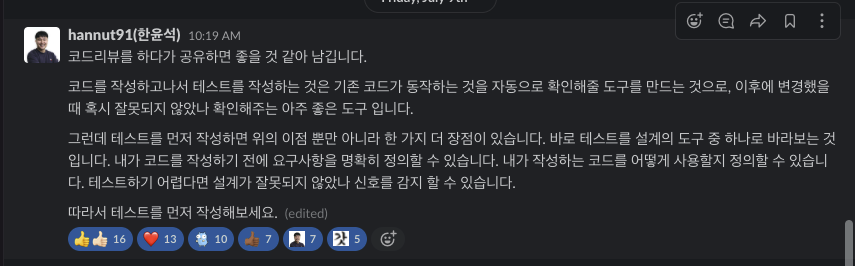 Friday, July 7th
hannut91(한윤석) 10:19 AM
코드리뷰를 하다가 공유하면 좋을 것 같아 남깁니다.
코드를 작성하고나서 테스트를 작성하는 것은 기존 코드가 동작하는 것을 자동으로 확인해줄 도구를 만드는 것으로, 이후에 변경했을
때 혹시 잘못되지 않았나 확인해주는 아주 좋은 도구 입니다.
그런데 테스트를 먼저 작성하면 위의 이점 뿐만 아니라 한 가지 더 장점이 있습니다. 바로 테스트를 설계의 도구 중 하나로 바라보는 것
입니다. 내가 코드를 작성하기 전에 요구사항을 명확히 정의할 수 있습니다. 내가 작성하는 코드를 어떻게 사용할지 정의할 수 있습니
다. 테스트하기 어렵다면 설계가 잘못되지 않았나 신호를 감지 할 수 있습니다.
따라서 테스트를 먼저 작성해보세요. (edited)
16 13 10 7 7 갓 5